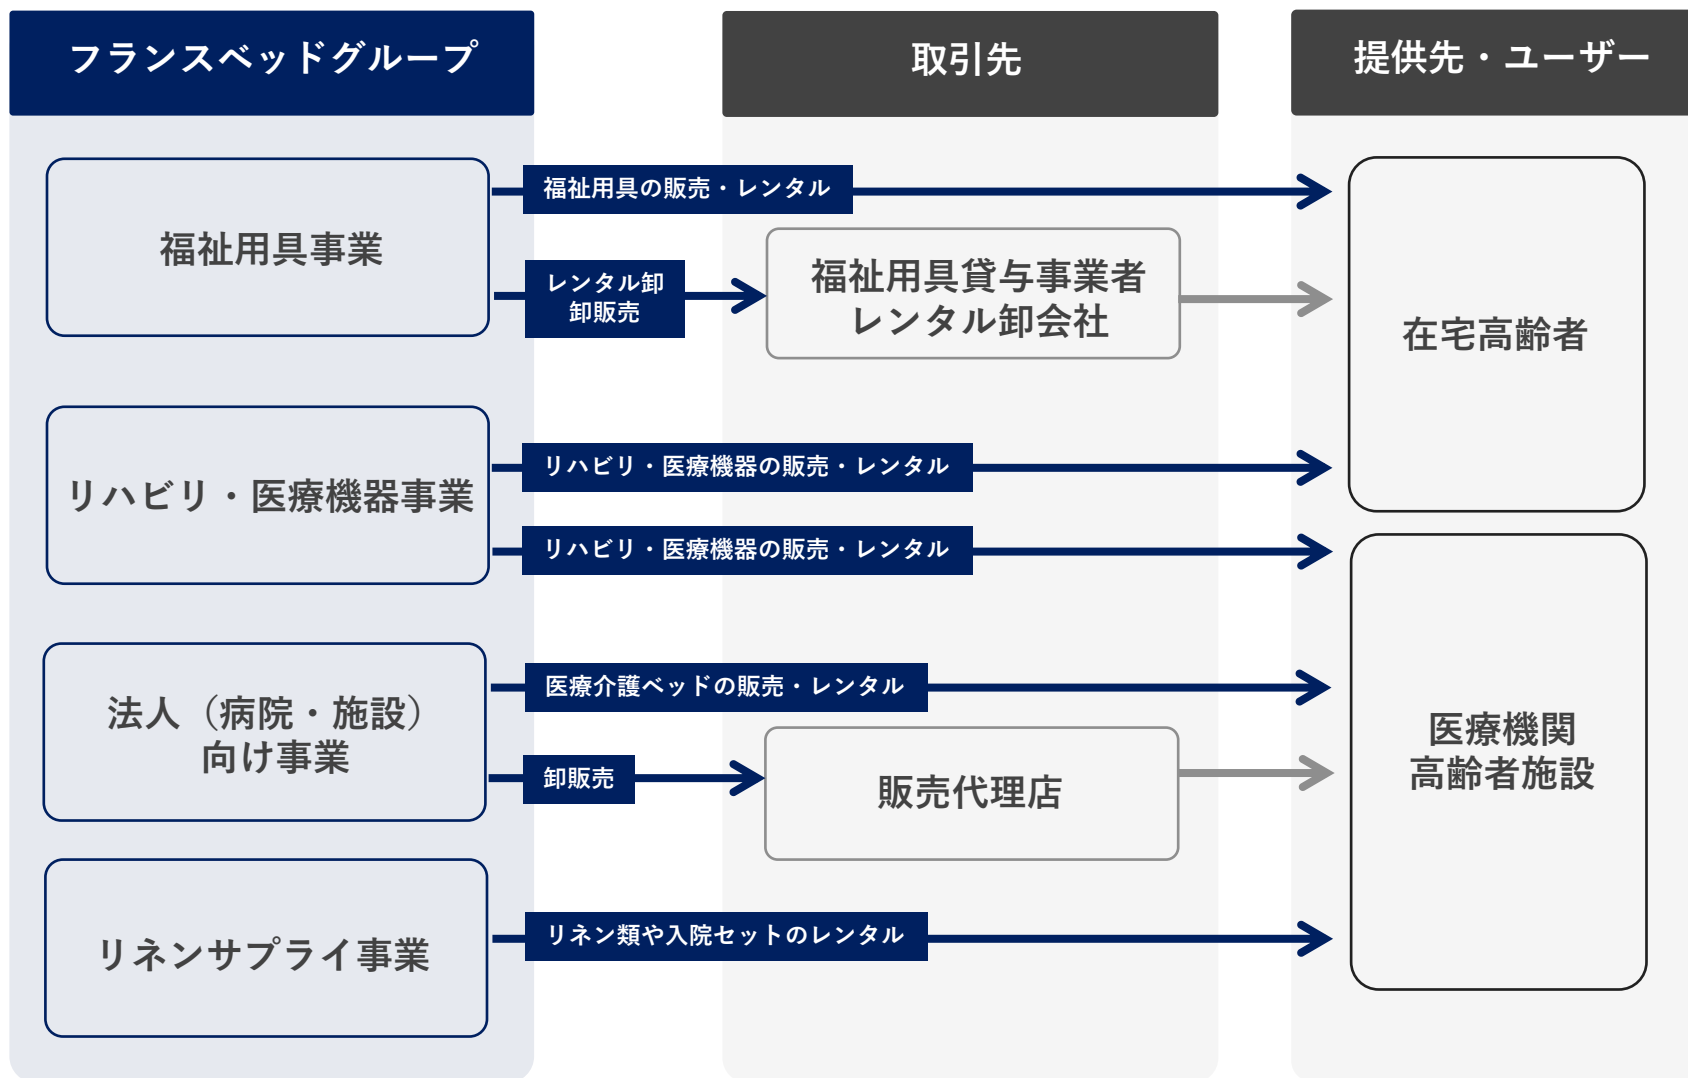 フランスベッドグループ
取引先
提供先・ユーザー
福祉用具事業
福祉用具の販売・レンタル
レンタル卸
卸販売
福祉用具貸与事業者
レンタル卸会社
在宅高齢者
リハビリ・医療機器事業
リハビリ・医療機器の販売・レンタル
リハビリ・医療機器の販売・レンタル
法人（病院・施設）
向け事業
医療介護ベッドの販売・レンタル
卸販売
販売代理店
医療機関
高齢者施設
リネンサプライ事業
リネン類や入院セットのレンタル